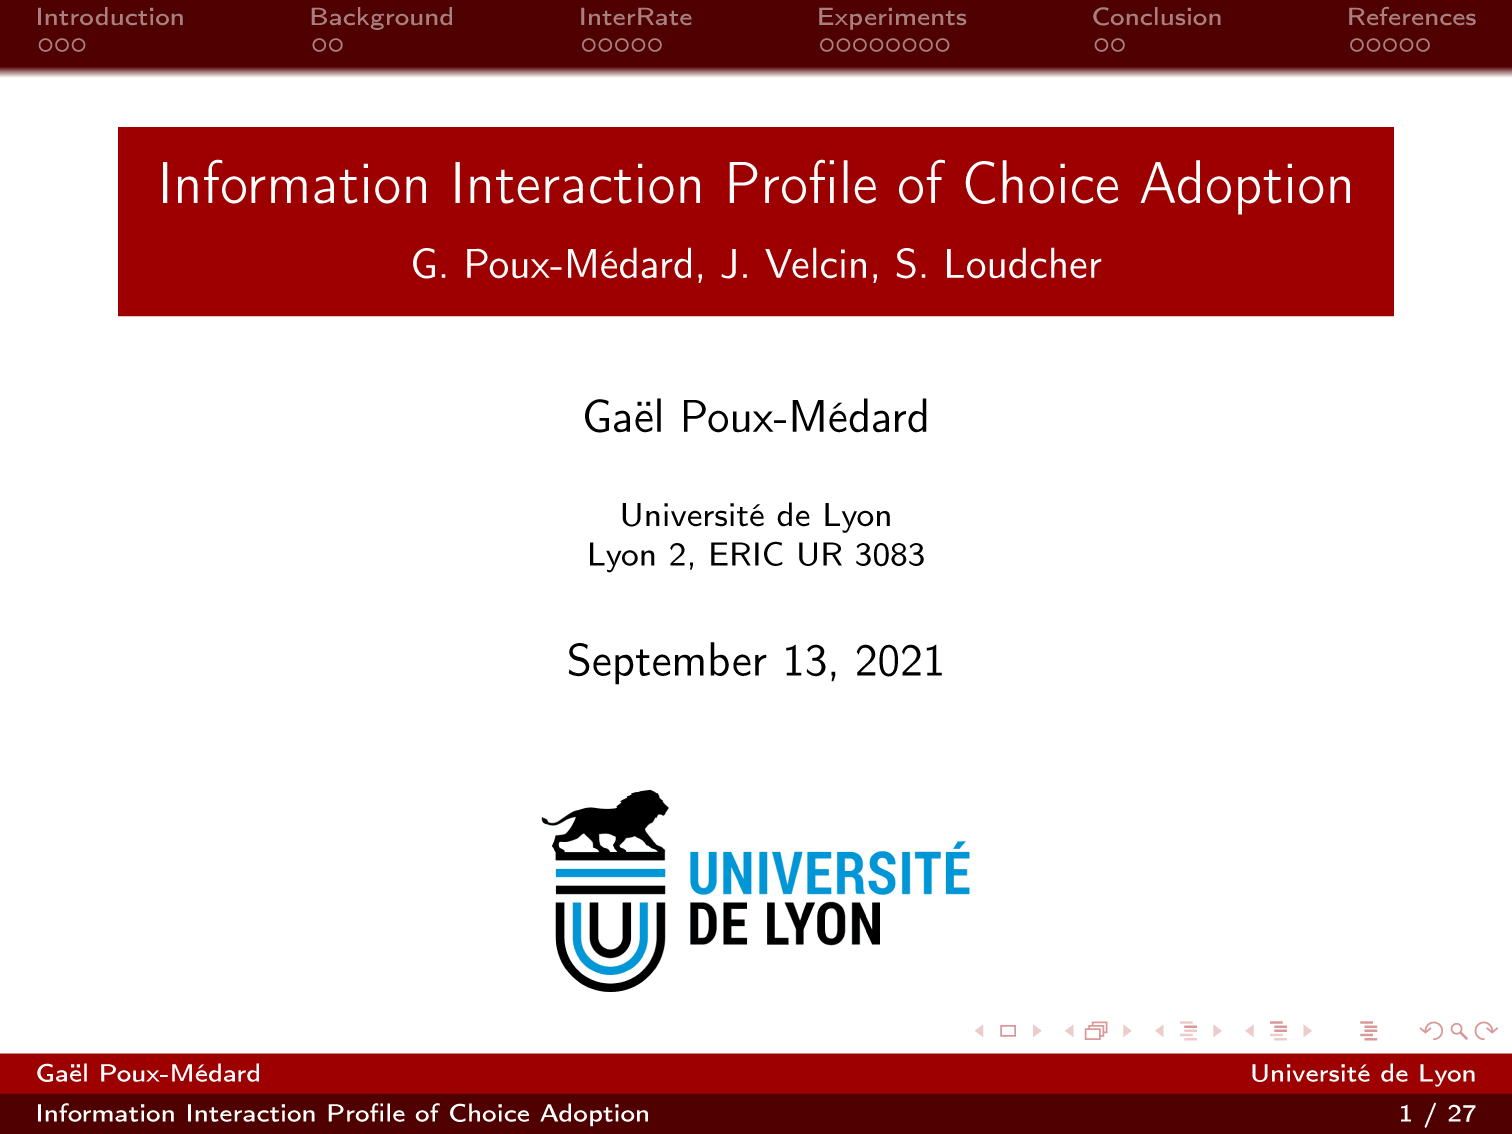 Introduction Background InterRate Experiments Conclusion References
Information Interaction Profile of Choice Adoption
G. Poux-Médard, J. Velcin, S. Loudcher
Gaël Poux-Médard
Université de Lyon
Lyon 2, ERIC UR 3083
September 13, 2021
UNIVERSITÉ
DE LYON
Gaël Poux-Médard Université de Lyon
Information Interaction Profile of Choice Adoption 1 / 27